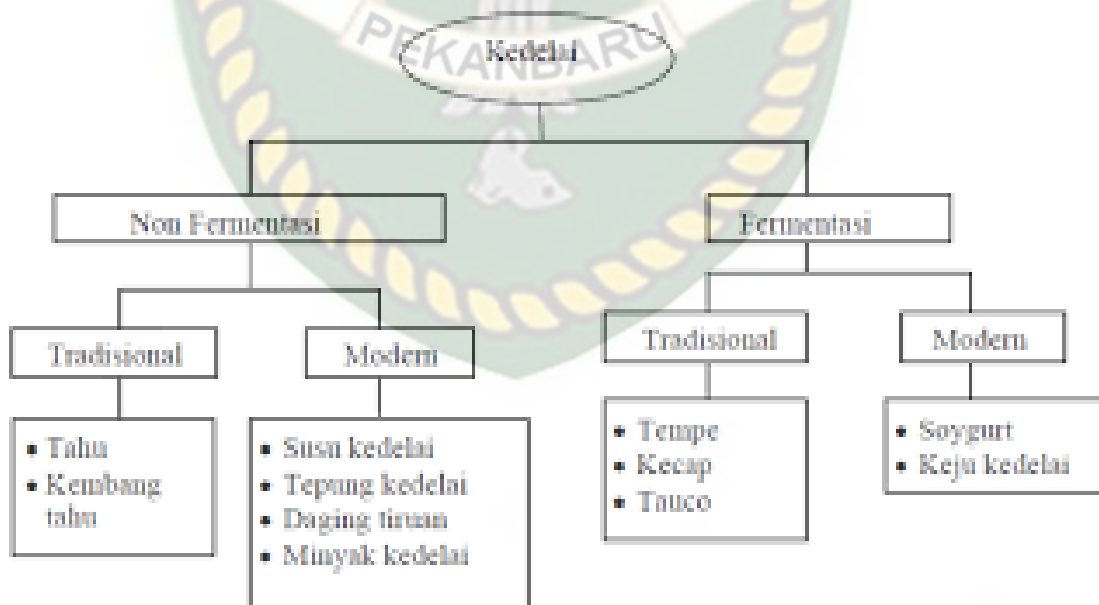 PEKANBARU
Kedelai
Non Fermentasi
Fermentasi
Tradisional
Modern
Tradisional
Modern
• Tahu
• Kembang
tahu
• Susu kedelai
• Tepung kedelai
• Daging tiruan
• Minyak kedelai
• Tempe
• Kecap
• Tauco
• Soygurt
• Keju kedelai